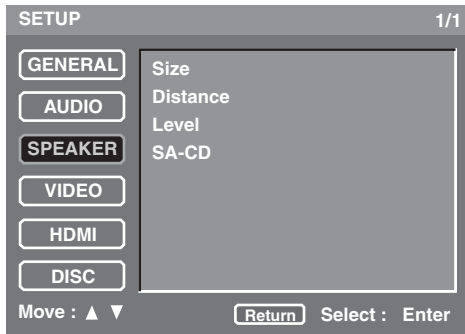 SETUP 1/1
GENERAL
AUDIO
SPEAKER
VIDEO
HDMI
DISC
Size
Distance
Level
SA-CD
Move : ▲ ▼ Return Select : Enter